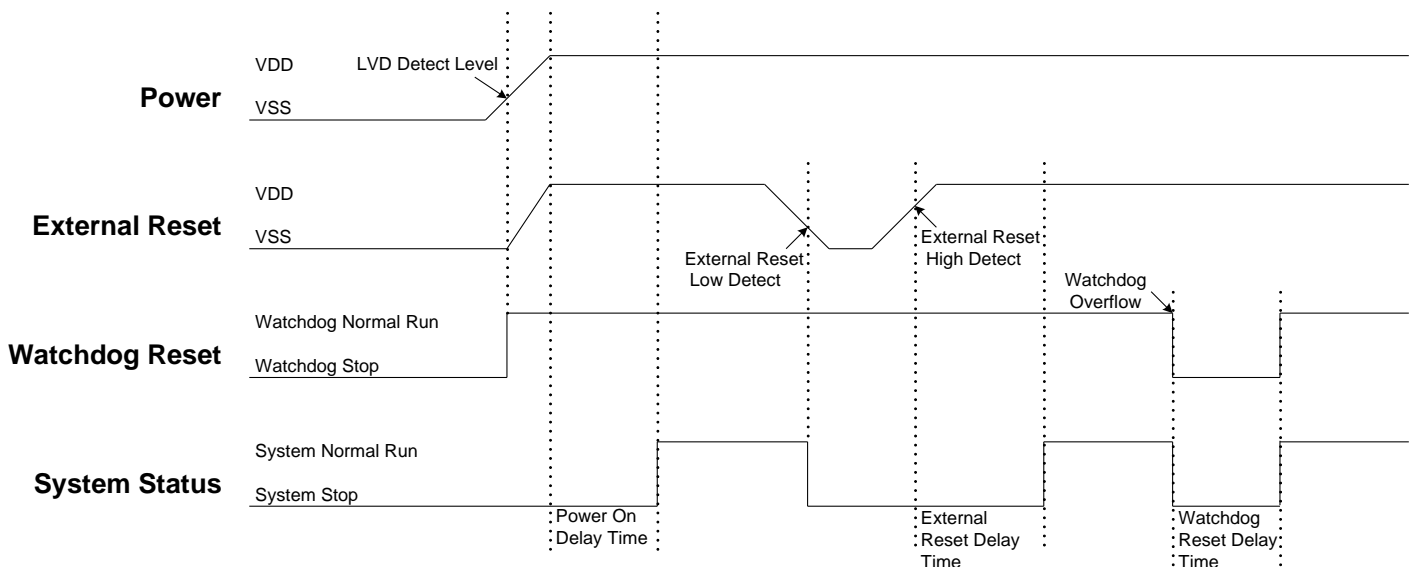 Power
VDD
VSS
LVD Detect Level
External Reset
VDD
VSS
External Reset
Low Detect
External Reset
High Detect
Watchdog Reset
Watchdog Normal Run
Watchdog Stop
Watchdog
Overflow
System Status
System Normal Run
System Stop
Power On
Delay Time
External
Reset Delay
Time
Watchdog
Reset Delay
Time